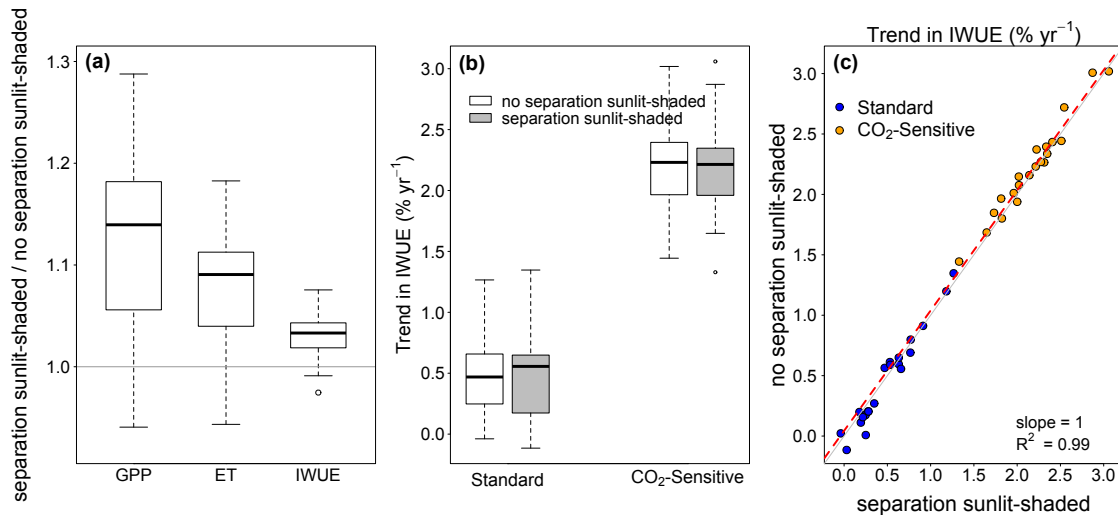 (a)
separation sunlit-shaded / no separation sunlit-shaded
1.3
1.2
1.1
1.0
GPP ET IWUE
(b)
Trend in IWUE (% yr⁻¹)
3.0
2.5
2.0
1.5
1.0
0.5
0.0
no separation sunlit-shaded
separation sunlit-shaded
Standard CO₂-Sensitive
Trend in IWUE (% yr⁻¹)
(c)
no separation sunlit-shaded
3.0
2.5
2.0
1.5
1.0
0.5
0.0
Standard
CO₂-Sensitive
slope = 1
R² = 0.99
0.0 0.5 1.0 1.5 2.0 2.5 3.0
separation sunlit-shaded